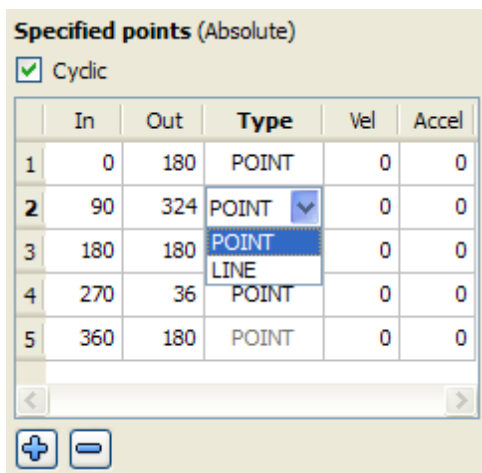 Specified points (Absolute)
Cyclic
In Out Type Vel Accel
1 0 180 POINT 0 0
2 90 324 POINT 0 0
3 180 180 POINT 0 0
LINE
4 270 36 POINT 0 0
5 360 180 POINT 0 0